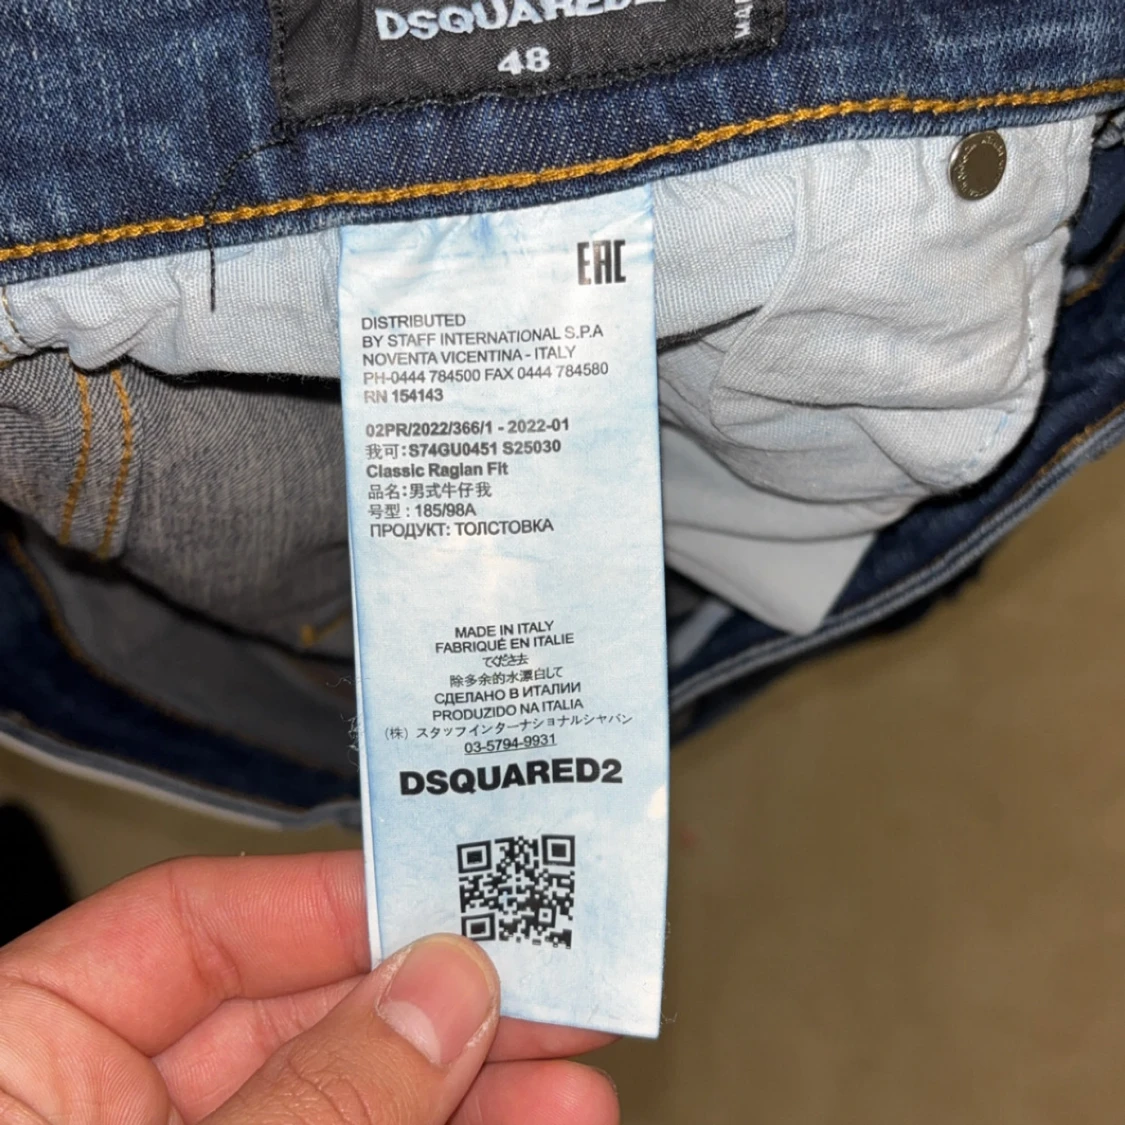 DSQUARED2
48
EAC
DISTRIBUTED
BY STAFF INTERNATIONAL S.P.A
NOVENTA VICENTINA - ITALY
PH-0444 784500 FAX 0444 784580
RN 154143
02PR/2022/366/1 - 2022-01
我可:S74GU0451 S25030
Classic Raglan Fit
品名:男式牛仔我
号型:185/98A
ПРОДУКТ: ТОЛСТОВКА
MADE IN ITALY
FABRIQUÉ EN ITALIE
てください去
除多余的水漂白して
СДЕЛАНО В ИТАЛИИ
PRODUZIDO NA ITALIA
(株) スタッフインターナショナルシャバン
03-5794-9931
DSQUARED2